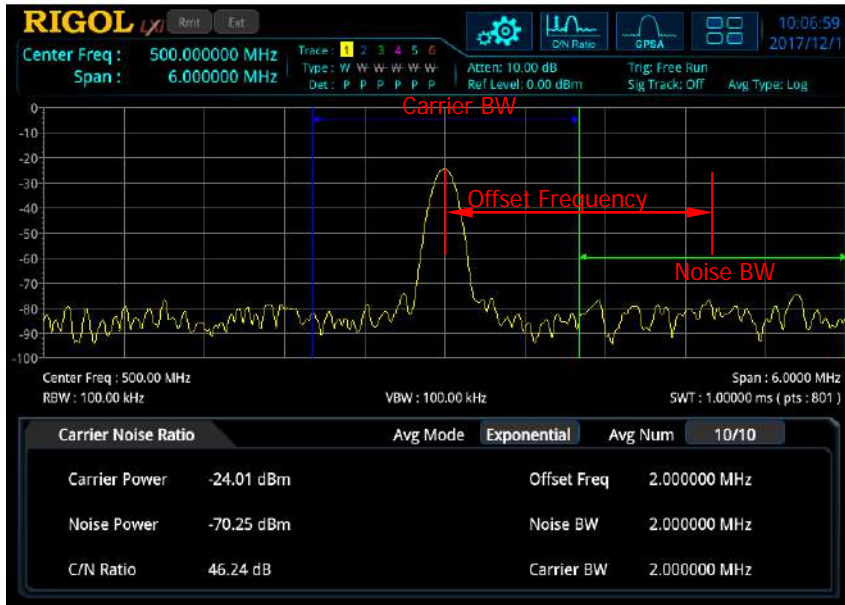 RIGOL LXI Rmt Ext
C/N Ratio GPSA
10:06:59
2017/12/1
Center Freq : 500.000000 MHz
Span : 6.000000 MHz
Trace : 1 2 3 4 5 6
Type : W W W W W W
Det : P P P P P P
Atten: 10.00 dB
Ref Level: 0.00 dBm
Trig: Free Run
Sig Track: Off Avg Type: Log
Carrier BW
Offset Frequency
Noise BW
0
-10
-20
-30
-40
-50
-60
-70
-80
-90
-100
Center Freq : 500.00 MHz Span : 6.0000 MHz
RBW : 100.00 kHz VBW : 100.00 kHz SWT : 1.00000 ms ( pts : 801 )
Carrier Noise Ratio Avg Mode Exponential Avg Num 10/10
Carrier Power -24.01 dBm Offset Freq 2.000000 MHz
Noise Power -70.25 dBm Noise BW 2.000000 MHz
C/N Ratio 46.24 dB Carrier BW 2.000000 MHz